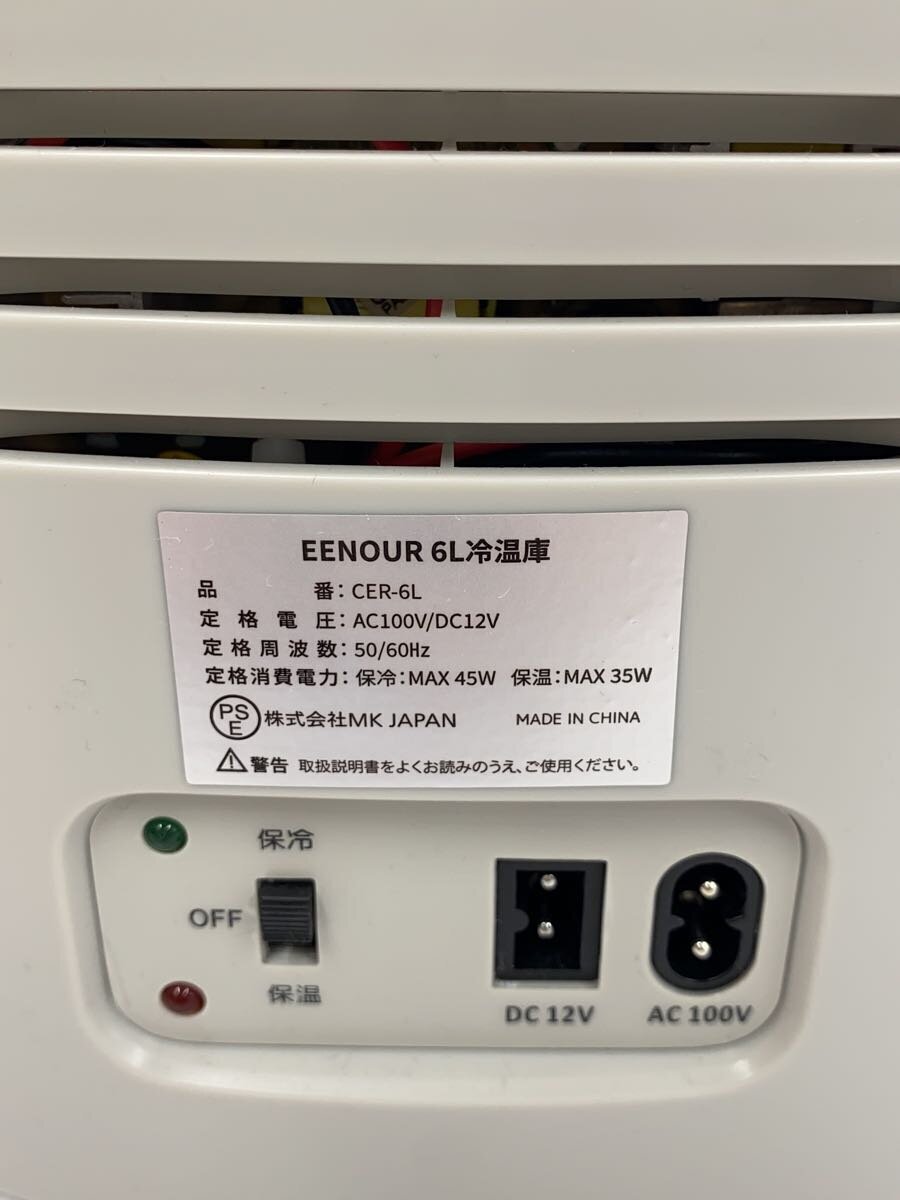 EENOUR 6L冷温庫
品番：CER-6L
定格電圧：AC100V/DC12V
定格周波数：50/60Hz
定格消費電力：保冷：MAX 45W 保温：MAX 35W
PSE 株式会社MK JAPAN MADE IN CHINA
警告 取扱説明書をよくお読みのうえ、ご使用ください。
保冷
OFF
保温
DC 12V
AC 100V